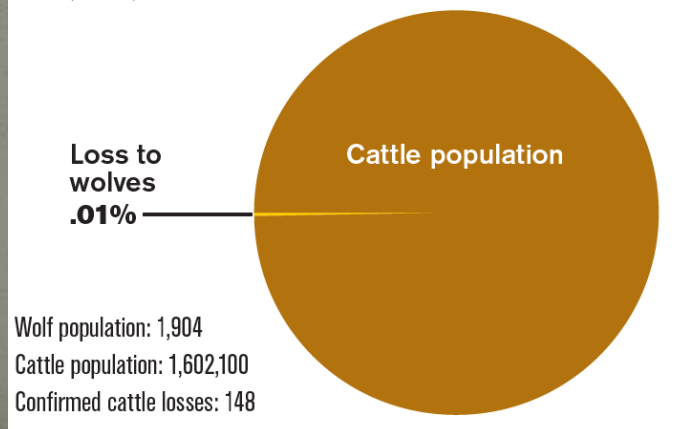 Loss to
wolves
.01%
Cattle population
Wolf population: 1,904
Cattle population: 1,602,100
Confirmed cattle losses: 148